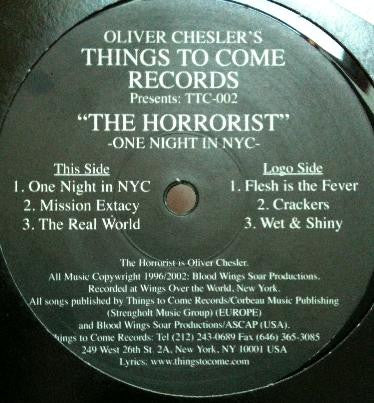 OLIVER CHESLER'S
THINGS TO COME
RECORDS
Presents: TTC-002
"THE HORRORIST"
-ONE NIGHT IN NYC-
This Side
1. One Night in NYC
2. Mission Extacy
3. The Real World
Logo Side
1. Flesh is the Fever
2. Crackers
3. Wet & Shiny
The Horrorist is Oliver Chesler.
All Music Copyright 1996/2002: Blood Wings Soar Productions.
Recorded at Wings Over the World, New York.
All songs published by Things to Come Records/Corbeau Music Publishing
(Strengholt Music Group) (EUROPE)
and Blood Wings Soar Productions/ASCAP (USA).
Things to Come Records: Tel (212) 243-0689 Fax (646) 365-3085
249 West 26th St. 2A, New York, NY 10001 USA
Lyrics: www.thingstocome.com